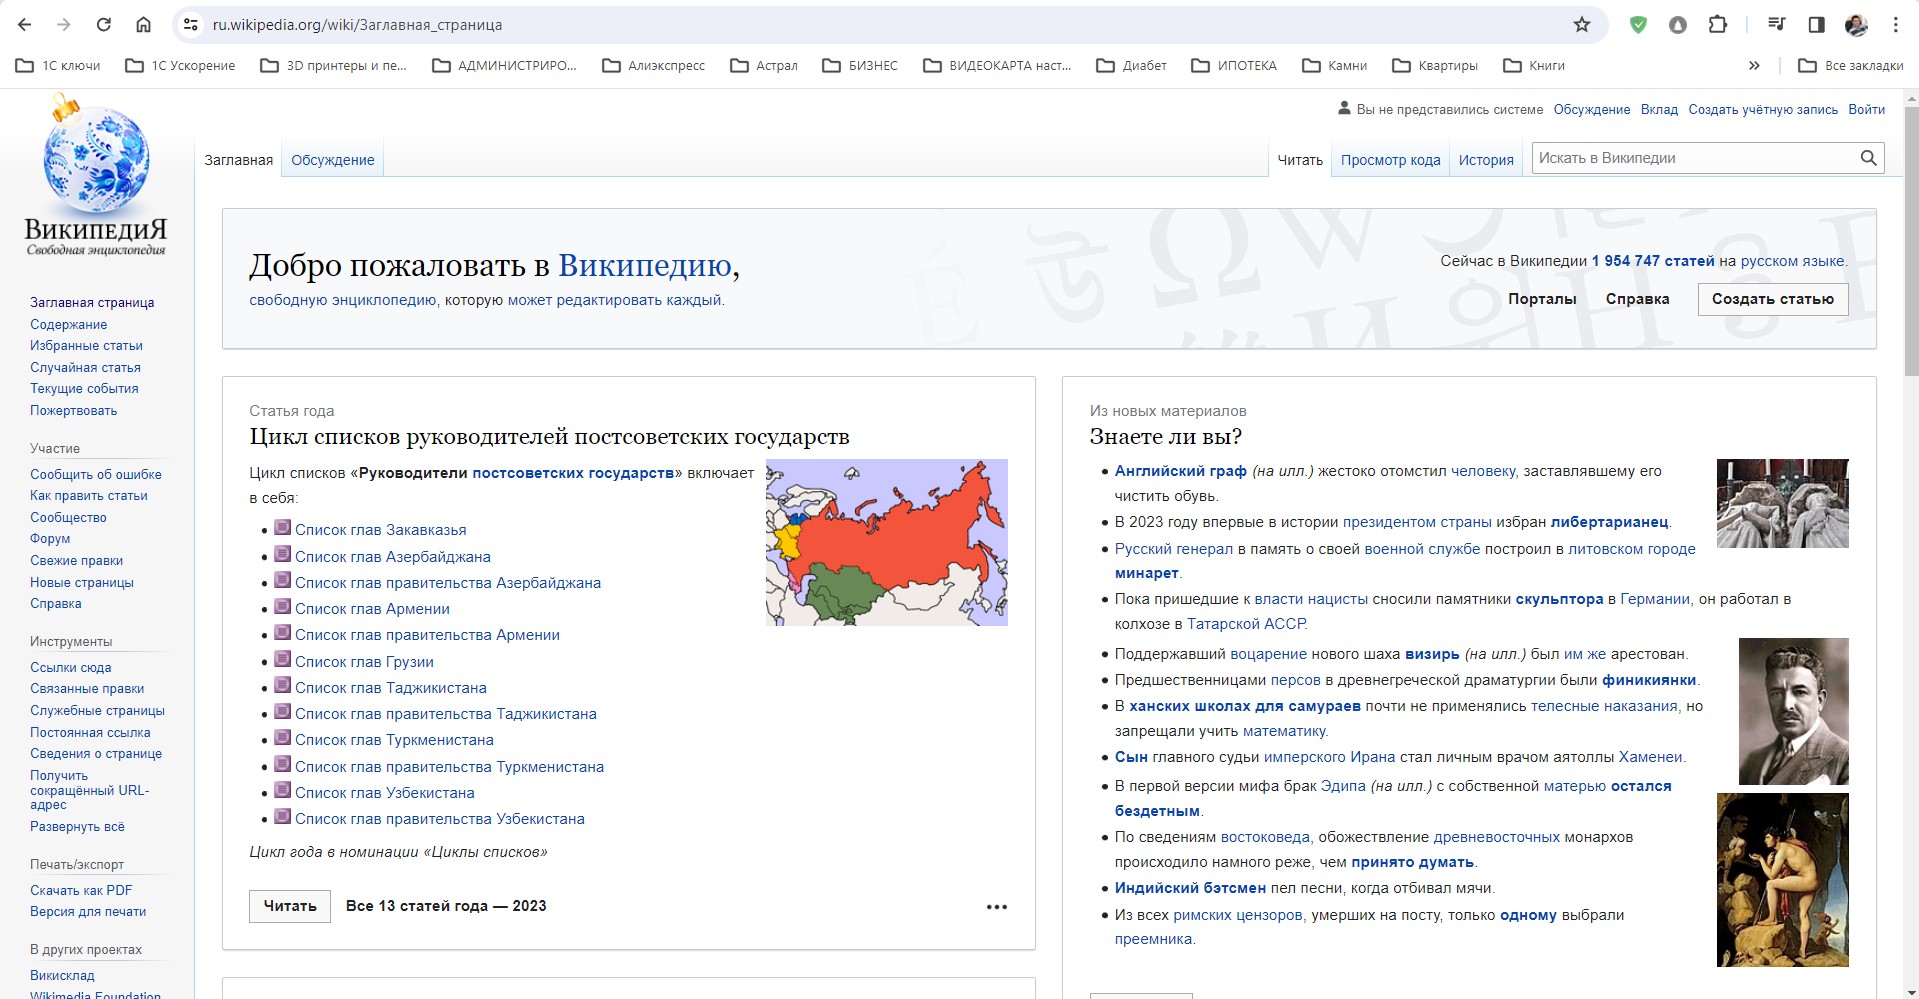 ru.wikipedia.org/wiki/Заглавная_страница
1С ключи
1С Ускорение
3D принтеры и пе...
АДМИНИСТРИРО...
Алиэкспресс
Астрал
БИЗНЕС
ВИДЕОКАРТА наст...
Диабет
ИПОТЕКА
Камни
Квартиры
Книги
»
Все закладки
Вы не представились системе Обсуждение Вклад Создать учётную запись Войти
Заглавная Обсуждение
Читать Просмотр кода История
Искать в Википедии
ВикипедиЯ
Свободная энциклопедия
Заглавная страница
Содержание
Избранные статьи
Случайная статья
Текущие события
Пожертвовать
Участие
Сообщить об ошибке
Как править статьи
Сообщество
Форум
Свежие правки
Новые страницы
Справка
Инструменты
Ссылки сюда
Связанные правки
Служебные страницы
Постоянная ссылка
Сведения о странице
Получить
сокращённый URL-
адрес
Развернуть всё
Печать/экспорт
Скачать как PDF
Версия для печати
В других проектах
Викисклад
Wikimedia Foundation
Добро пожаловать в Википедию,
свободную энциклопедию, которую может редактировать каждый.
Сейчас в Википедии 1 954 747 статей на русском языке.
Порталы Справка Создать статью
Статья года
Цикл списков руководителей постсоветских государств
Цикл списков «Руководители постсоветских государств» включает
в себя:
Список глав Закавказья
Список глав Азербайджана
Список глав правительства Азербайджана
Список глав Армении
Список глав правительства Армении
Список глав Грузии
Список глав Таджикистана
Список глав правительства Таджикистана
Список глав Туркменистана
Список глав правительства Туркменистана
Список глав Узбекистана
Список глав правительства Узбекистана
Цикл года в номинации «Циклы списков»
Читать Все 13 статей года — 2023
Из новых материалов
Знаете ли вы?
Английский граф (на илл.) жестоко отомстил человеку, заставлявшему его
чистить обувь.
В 2023 году впервые в истории президентом страны избран либертарианец.
Русский генерал в память о своей военной службе построил в литовском городе
минарет.
Пока пришедшие к власти нацисты сносили памятники скульптора в Германии, он работал в
колхозе в Татарской АССР.
Поддержавший воцарение нового шаха визирь (на илл.) был им же арестован.
Предшественницами персов в древнегреческой драматургии были финикиянки.
В ханских школах для самураев почти не применялись телесные наказания, но
запрещали учить математику.
Сын главного судьи имперского Ирана стал личным врачом аятоллы Хаменеи.
В первой версии мифа брак Эдипа (на илл.) с собственной матерью остался
бездетным.
По сведениям востоковеда, обожествление древневосточных монархов
происходило намного реже, чем принято думать.
Индийский бэтсмен пел песни, когда отбивал мячи.
Из всех римских цензоров, умерших на посту, только одному выбрали
преемника.